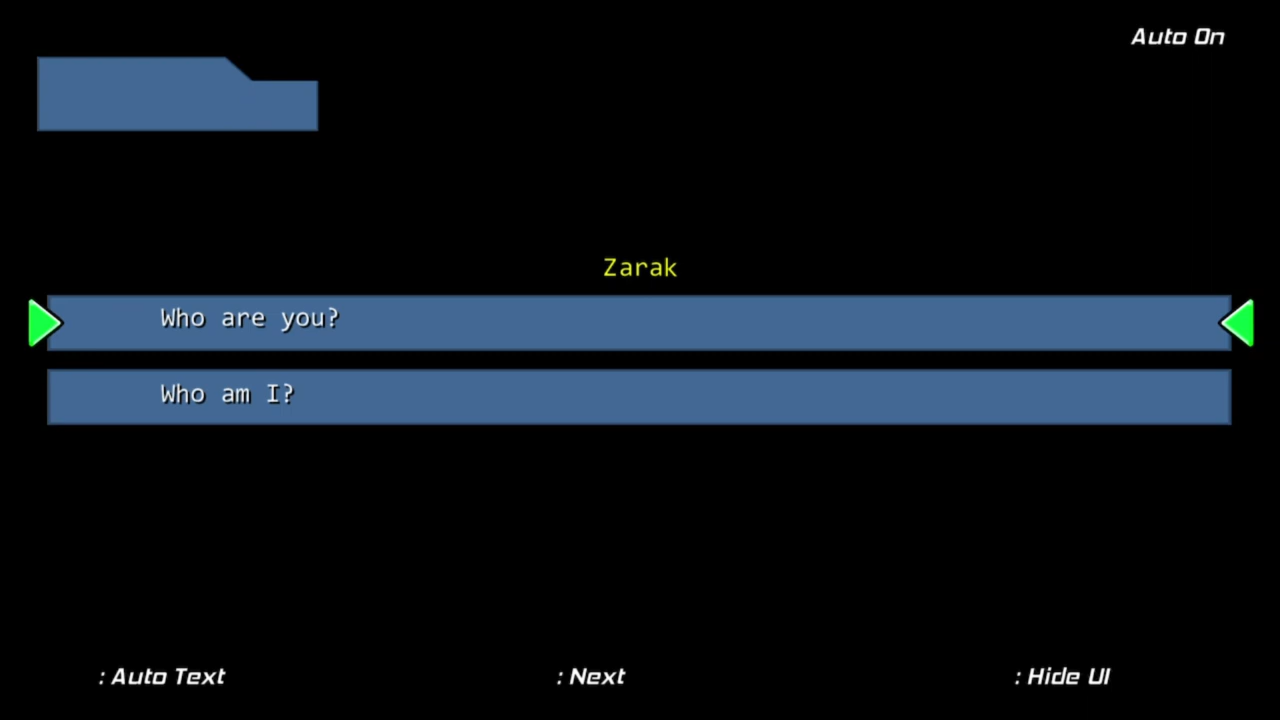 Auto On
Zarak
Who are you?
Who am I?
: Auto Text
: Next
: Hide UI